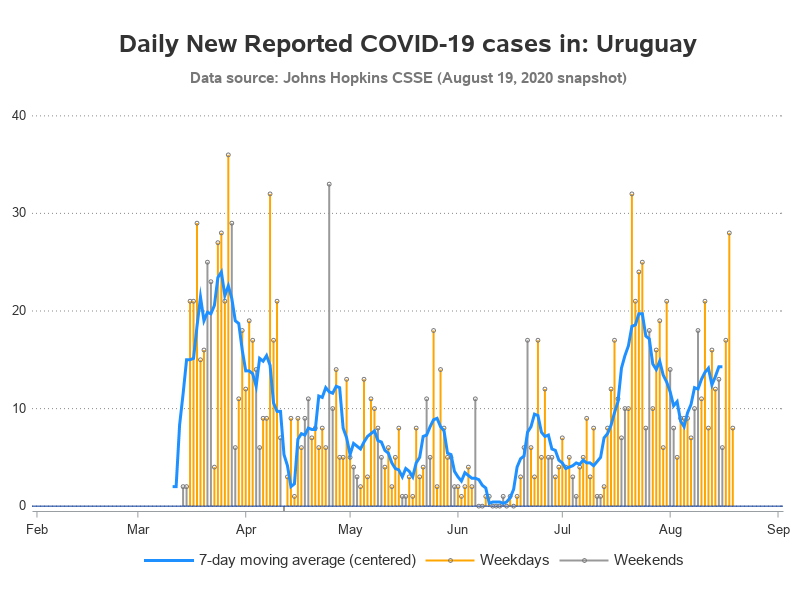 Daily New Reported COVID-19 cases in: Uruguay
Data source: Johns Hopkins CSSE (August 19, 2020 snapshot)
40
30
20
10
0
Feb Mar Apr May Jun Jul Aug Sep
7-day moving average (centered) Weekdays Weekends